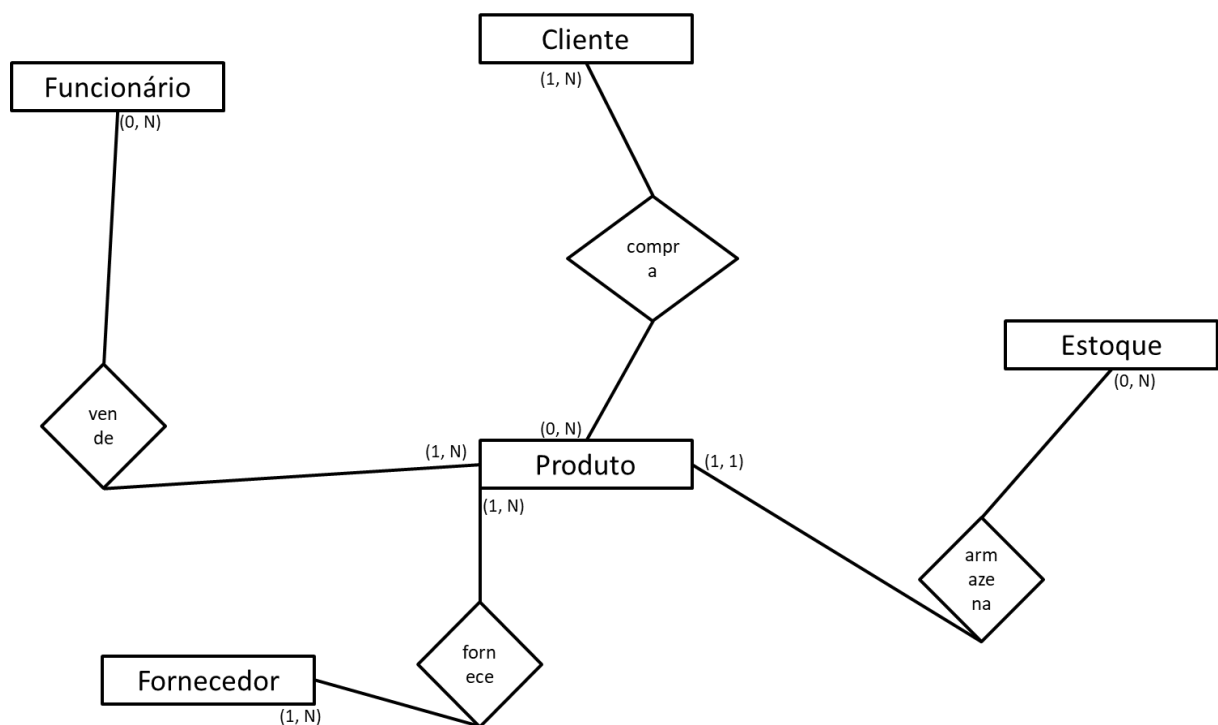 Cliente
(1, N)
Funcionário
(0, N)
compr
a
Estoque
(0, N)
ven
de
(0, N)
(1, N)
Produto
(1, 1)
(1, N)
arm
aze
na
forn
ece
Fornecedor
(1, N)